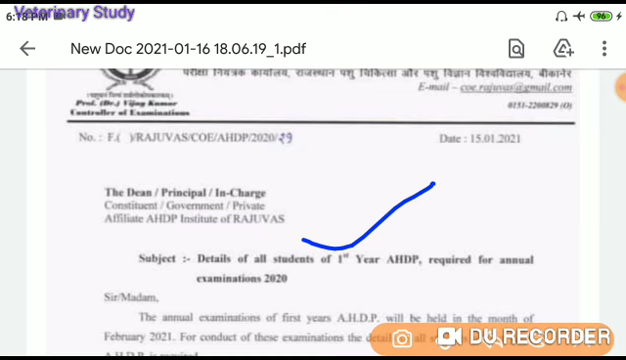 Veterinary Study
6:18 PM
96
New Doc 2021-01-16 18.06.19_1.pdf
परीक्षा नियंत्रक कार्यालय, राजस्थान पशु चिकित्सा और पशु विज्ञान विश्वविद्यालय, बीकानेर
E-mail – coe.rajuvas@gmail.com
Prof. (Dr.) Vijay Kumar
0151-2200829 (O)
Controller of Examinations
No. : F.( )/RAJUVAS/COE/AHDP/2020/29
Date : 15.01.2021
The Dean / Principal / In-Charge
Constituent / Government / Private
Affiliate AHDP Institute of RAJUVAS
Subject :- Details of all students of 1st Year AHDP, required for annual
examinations 2020
Sir/Madam,
The annual examinations of first years A.H.D.P. will be held in the month of
February 2021. For conduct of these examinations the
DU RECORDER